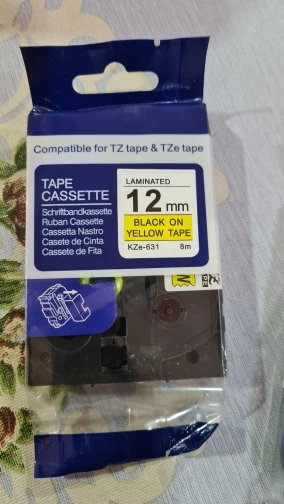 Compatible for TZ tape & TZe tape
TAPE
CASSETTE
Schriftbandkassette
Ruban Cassette
Cassetta Nastro
Casete de Cinta
Cassete de Fita
LAMINATED
12 mm
BLACK ON
YELLOW TAPE
KZe-631 8m